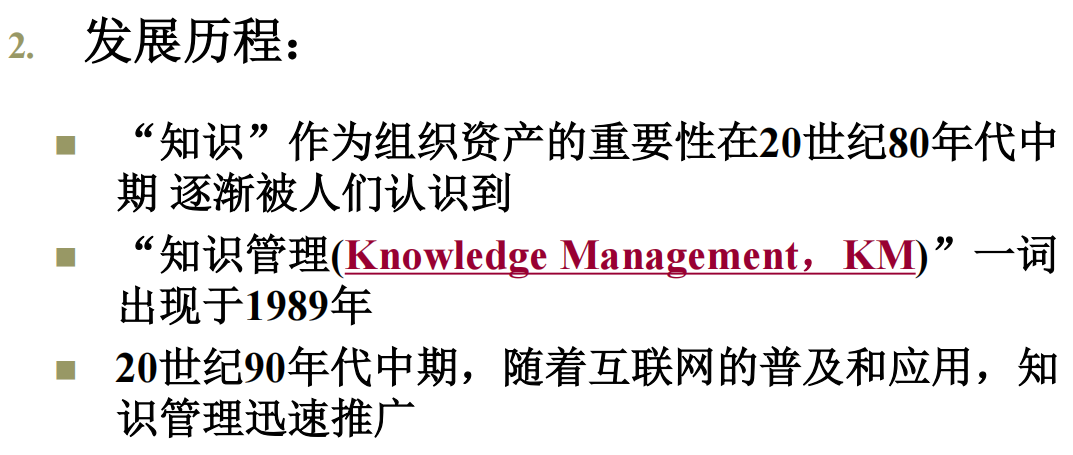 2. 发展历程：
“知识”作为组织资产的重要性在20世纪80年代中
期 逐渐被人们认识到
“知识管理(Knowledge Management，KM)”一词
出现于1989年
20世纪90年代中期，随着互联网的普及和应用，知
识管理迅速推广